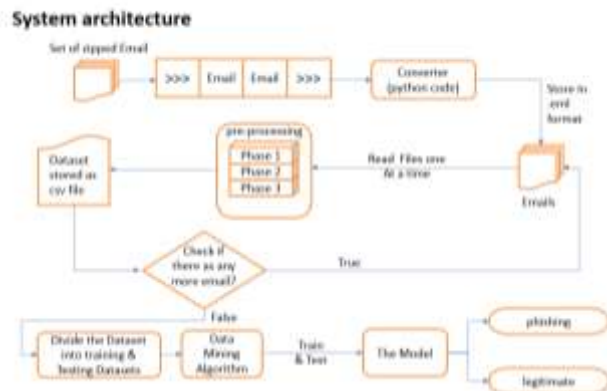 System architecture
Set of zipped Email
>>>
Email
Email
>>>
Converter
(python code)
Store in
.eml
format
pre-processing
Phase 1
Phase 2
Phase 3
Read Files one
At a time
Dataset
stored as
csv file
Emails
Check if
there as any
more email?
True
False
Divide the Dataset
into training &
Testing Datasets
Data
Mining
Algorithm
Train
& Test
The Model
phishing
legitimate